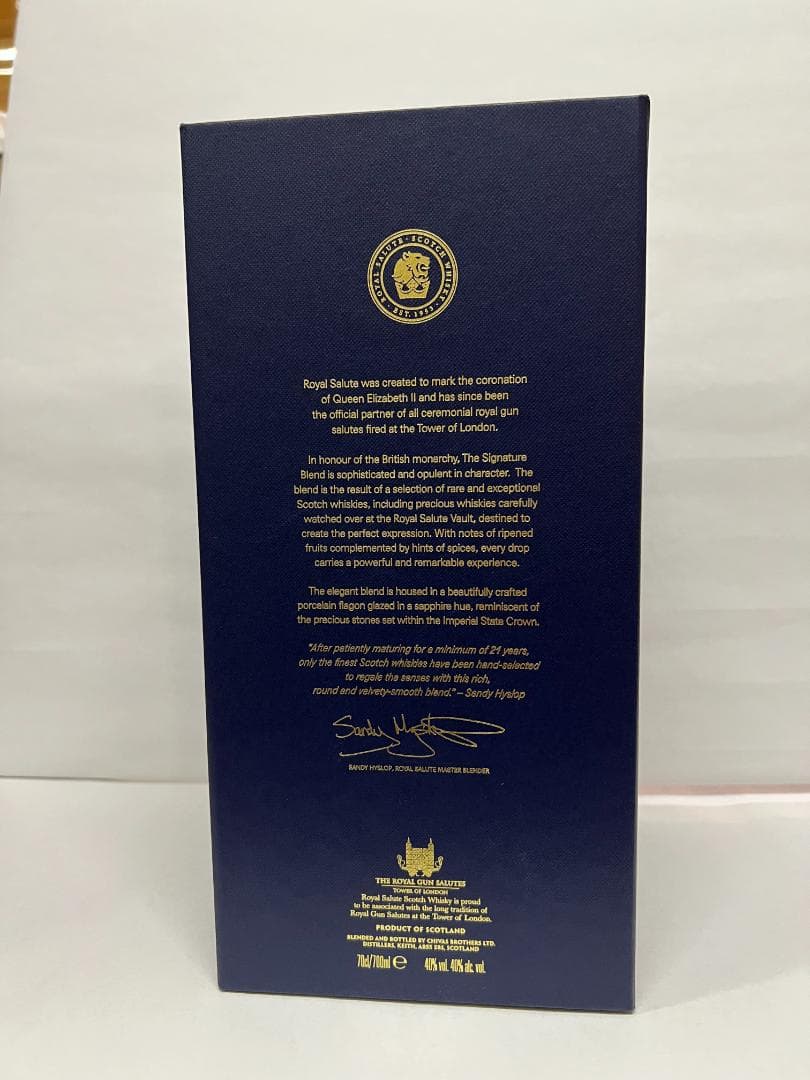 ROYAL SALUTE · SCOTCH WHISKY
· EST. 1953 ·
Royal Salute was created to mark the coronation
of Queen Elizabeth II and has since been
the official partner of all ceremonial royal gun
salutes fired at the Tower of London.
In honour of the British monarchy, The Signature
Blend is sophisticated and opulent in character. The
blend is the result of a selection of rare and exceptional
Scotch whiskies, including precious whiskies carefully
watched over at the Royal Salute Vault, destined to
create the perfect expression. With notes of ripened
fruits complemented by hints of spices, every drop
carries a powerful and remarkable experience.
The elegant blend is housed in a beautifully crafted
porcelain flagon glazed in a sapphire hue, reminiscent of
the precious stones set within the Imperial State Crown.
"After patiently maturing for a minimum of 21 years,
only the finest Scotch whiskies have been hand-selected
to regale the senses with this rich,
round and velvety-smooth blend." – Sandy Hyslop
Sandy Hyslop
SANDY HYSLOP, ROYAL SALUTE MASTER BLENDER
THE ROYAL GUN SALUTES
TOWER OF LONDON
Royal Salute Scotch Whisky is proud
to be associated with the long tradition of
Royal Gun Salutes at the Tower of London.
PRODUCT OF SCOTLAND
BLENDED AND BOTTLED BY CHIVAS BROTHERS LTD.
DISTILLERS, KEITH, AB55 5BS, SCOTLAND
70cl/700ml e 40% vol. 40% alc. vol.